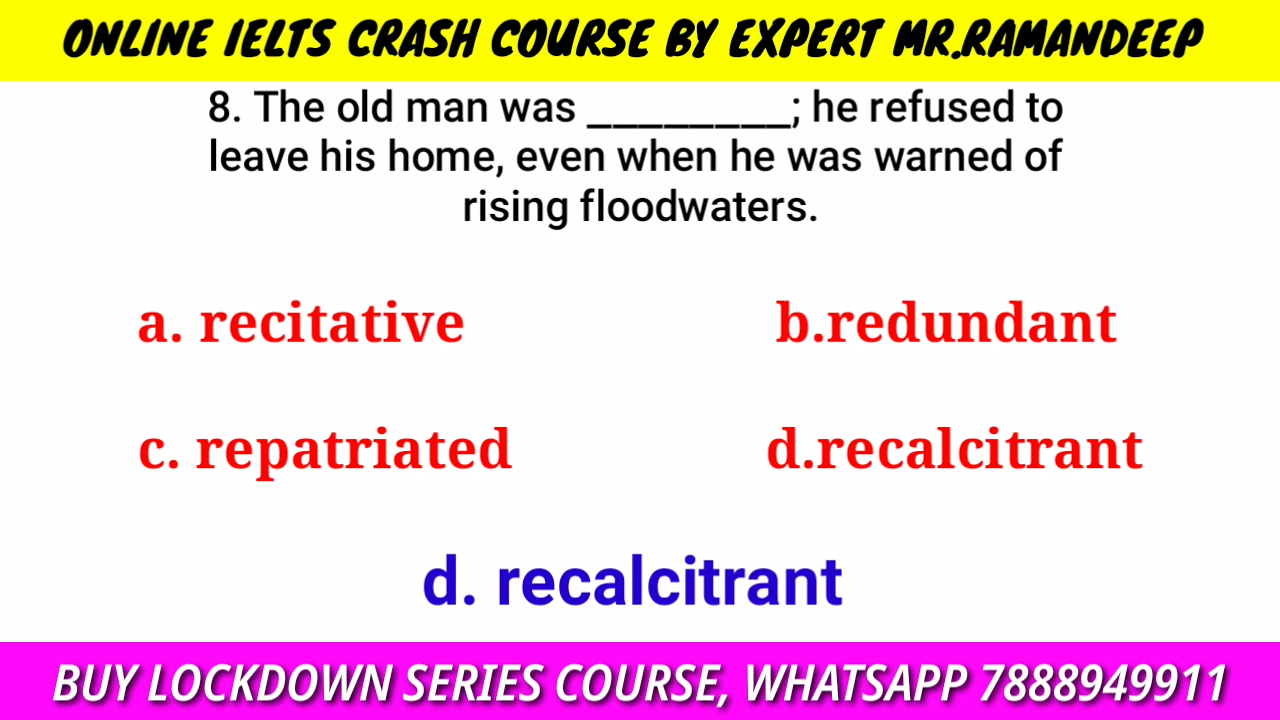 ONLINE IELTS CRASH COURSE BY EXPERT MR.RAMANDEEP
8. The old man was ________; he refused to
leave his home, even when he was warned of
rising floodwaters.
a. recitative
b.redundant
c. repatriated
d.recalcitrant
d. recalcitrant
BUY LOCKDOWN SERIES COURSE, WHATSAPP 7888949911